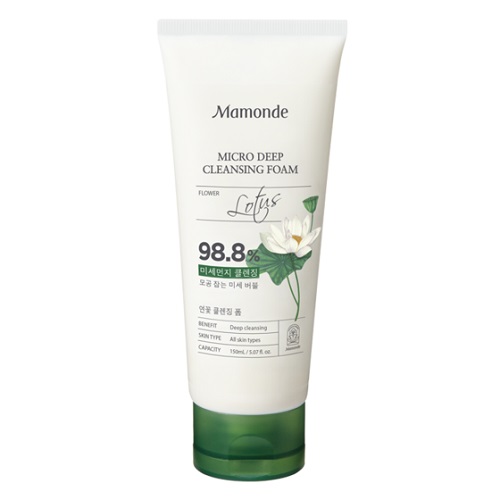 Mamonde
MICRO DEEP
CLEANSING FOAM
FLOWER
Lotus
98.8%
미세먼지 클렌징
모공 잡는 미세 버블
연꽃 클렌징 폼
BENEFIT Deep cleansing
SKIN TYPE All skin types
CAPACITY 150ml / 5.07 fl. oz.
Mamonde